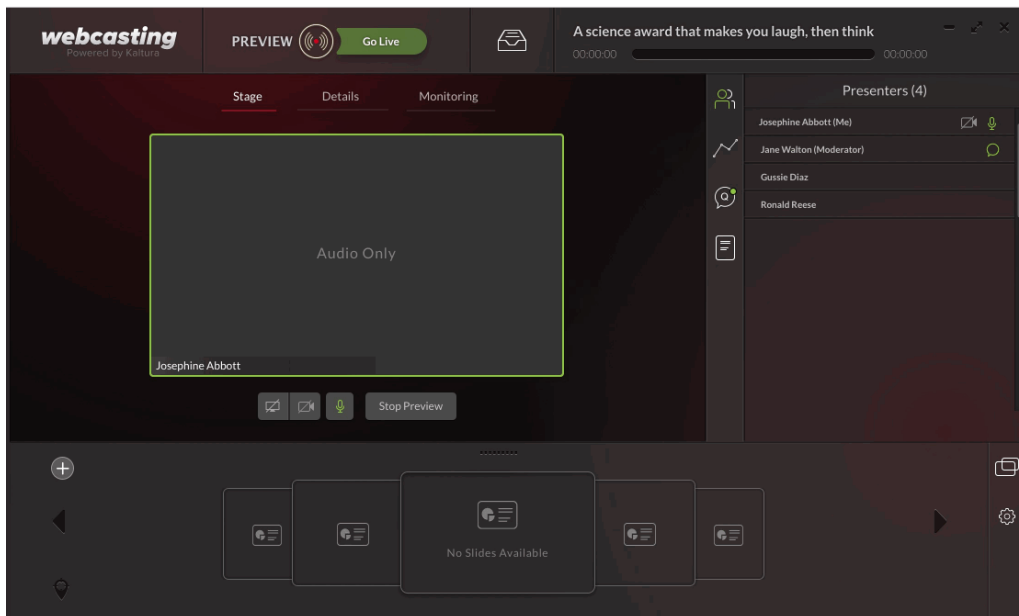 webcasting
Powered by Kaltura
PREVIEW
Go Live
A science award that makes you laugh, then think
00:00:00
00:00:00
Stage
Details
Monitoring
Audio Only
Josephine Abbott
Stop Preview
Presenters (4)
Josephine Abbott (Me)
Jane Walton (Moderator)
Gussie Diaz
Ronald Reese
Q
No Slides Available